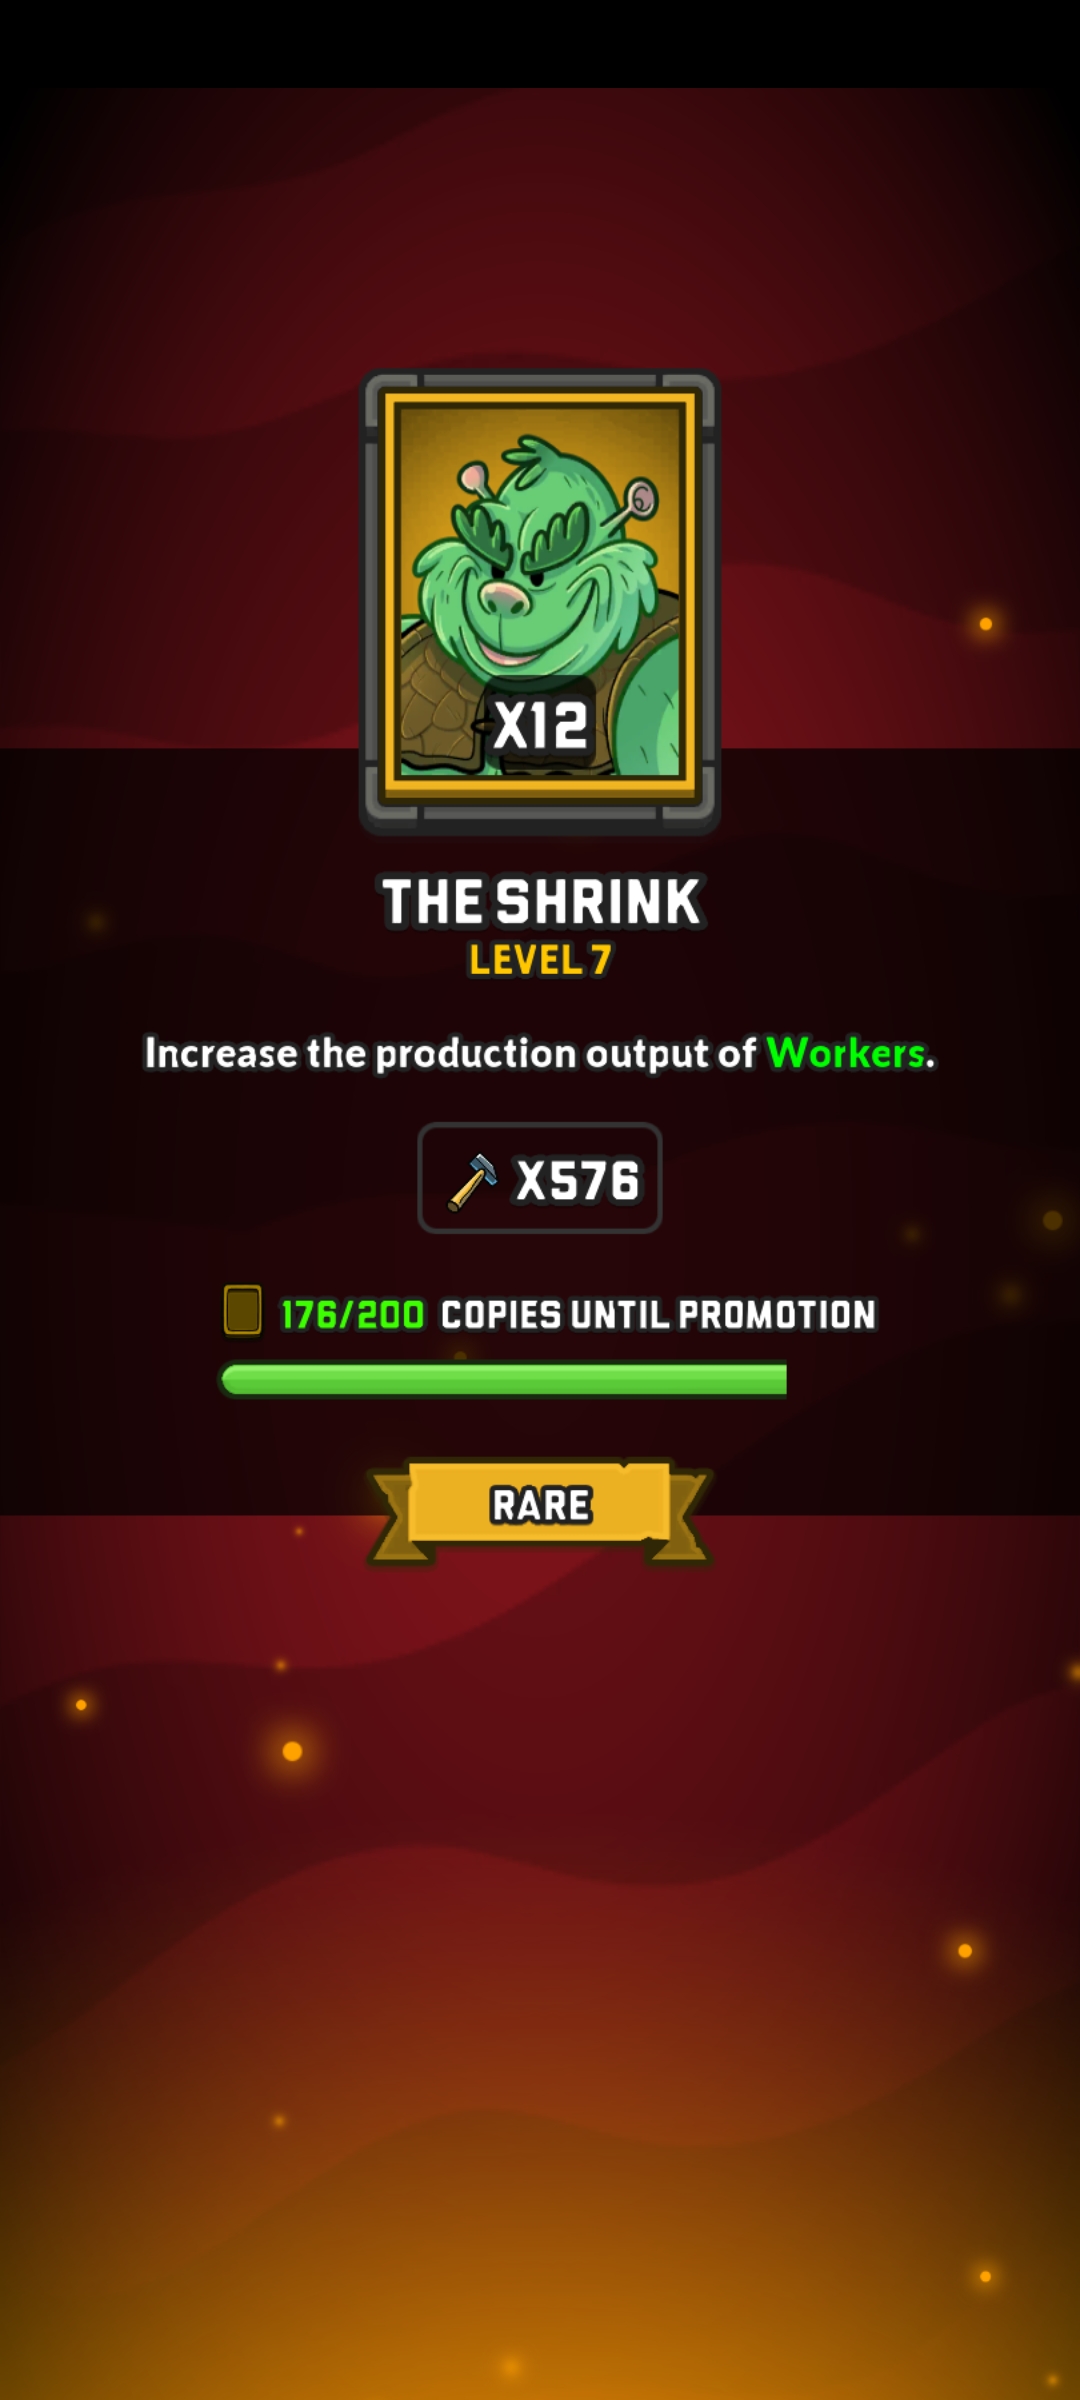 X12
THE SHRINK
LEVEL 7
Increase the production output of Workers.
X576
176/200 COPIES UNTIL PROMOTION
RARE